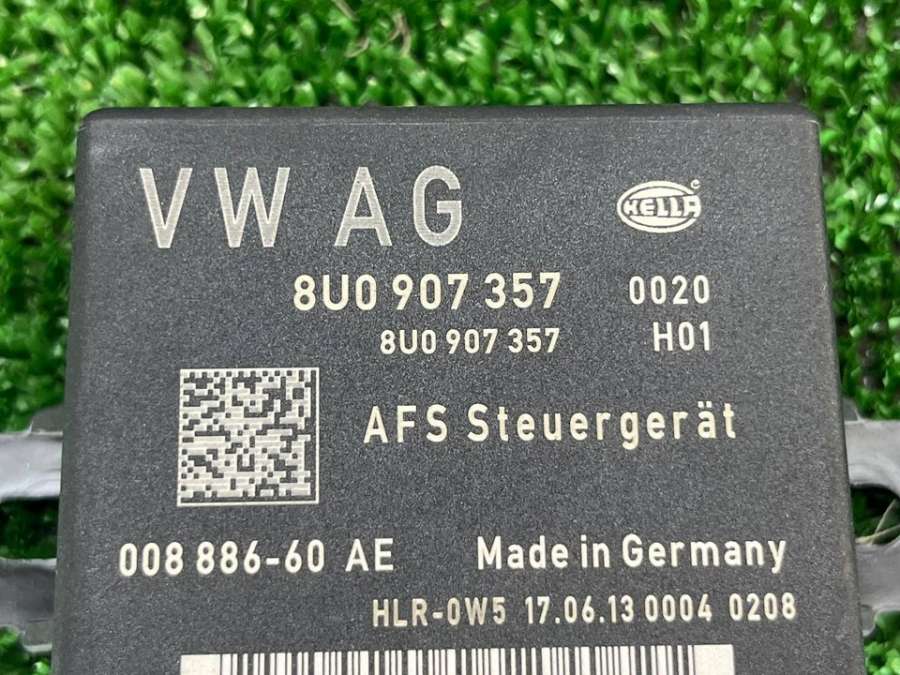 VW AG HELLA
8U0 907 357 0020
8U0 907 357 H01
AFS Steuergerät
008 886-60 AE Made in Germany
HLR-0W5 17.06.13 0004 0208